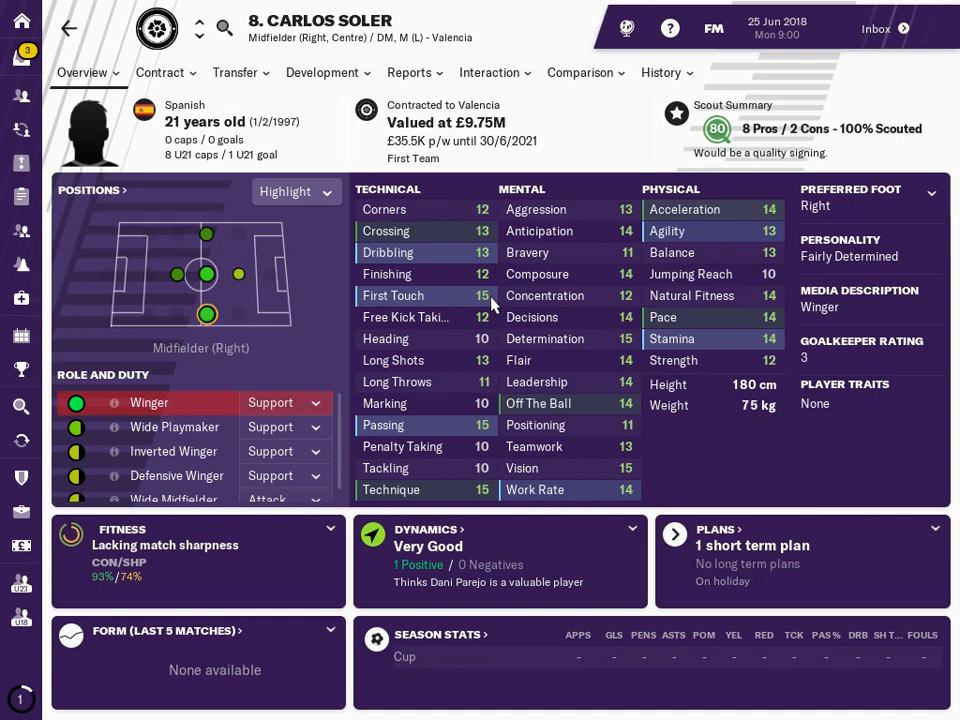 8. CARLOS SOLER
Midfielder (Right, Centre) / DM, M (L) - Valencia
25 Jun 2018
Mon 9:00
FM
Inbox
3
Overview
Contract
Transfer
Development
Reports
Interaction
Comparison
History
Spanish
21 years old (1/2/1997)
0 caps / 0 goals
8 U21 caps / 1 U21 goal
Contracted to Valencia
Valued at £9.75M
£35.5K p/w until 30/6/2021
First Team
Scout Summary
80
8 Pros / 2 Cons - 100% Scouted
Would be a quality signing.
POSITIONS
Highlight
Midfielder (Right)
ROLE AND DUTY
Winger Support
Wide Playmaker Support
Inverted Winger Support
Defensive Winger Support
Wide Midfielder Attack
TECHNICAL
Corners 12
Crossing 13
Dribbling 13
Finishing 12
First Touch 15
Free Kick Taki... 12
Heading 10
Long Shots 13
Long Throws 11
Marking 10
Passing 15
Penalty Taking 10
Tackling 10
Technique 15
MENTAL
Aggression 13
Anticipation 14
Bravery 11
Composure 14
Concentration 12
Decisions 14
Determination 15
Flair 14
Leadership 14
Off The Ball 14
Positioning 11
Teamwork 13
Vision 15
Work Rate 14
PHYSICAL
Acceleration 14
Agility 13
Balance 13
Jumping Reach 10
Natural Fitness 14
Pace 14
Stamina 14
Strength 12
Height 180 cm
Weight 75 kg
PREFERRED FOOT
Right
PERSONALITY
Fairly Determined
MEDIA DESCRIPTION
Winger
GOALKEEPER RATING
3
PLAYER TRAITS
None
FITNESS
Lacking match sharpness
CON/SHP
93%/74%
DYNAMICS
Very Good
1 Positive / 0 Negatives
Thinks Dani Parejo is a valuable player
PLANS
1 short term plan
No long term plans
On holiday
FORM (LAST 5 MATCHES)
None available
SEASON STATS
APPS GLS PENS ASTS POM YEL RED TCK PAS% DRB SH T... FOULS
Cup - - - - - - - - - - - -
U23
U18
1